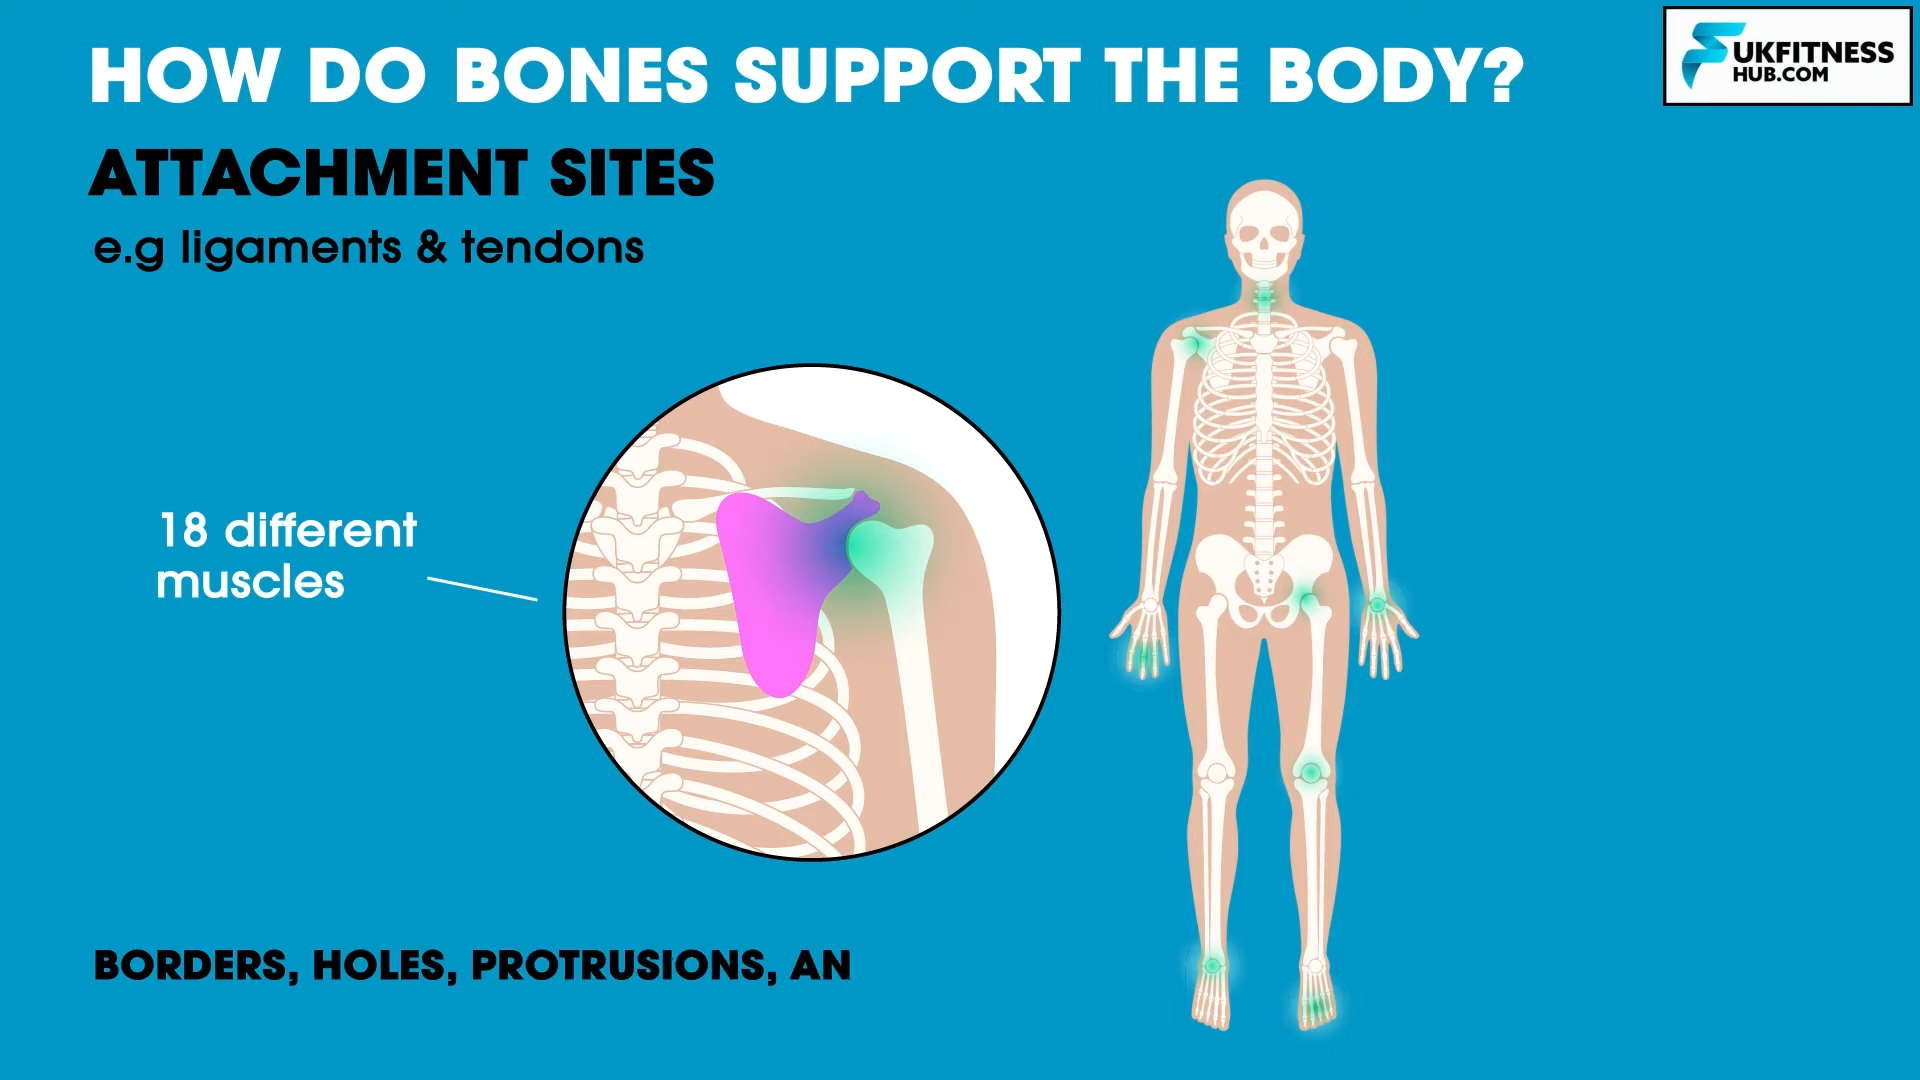 HOW DO BONES SUPPORT THE BODY?
UKFITNESS
HUB.COM
ATTACHMENT SITES
e.g ligaments & tendons
18 different
muscles
BORDERS, HOLES, PROTRUSIONS, AN